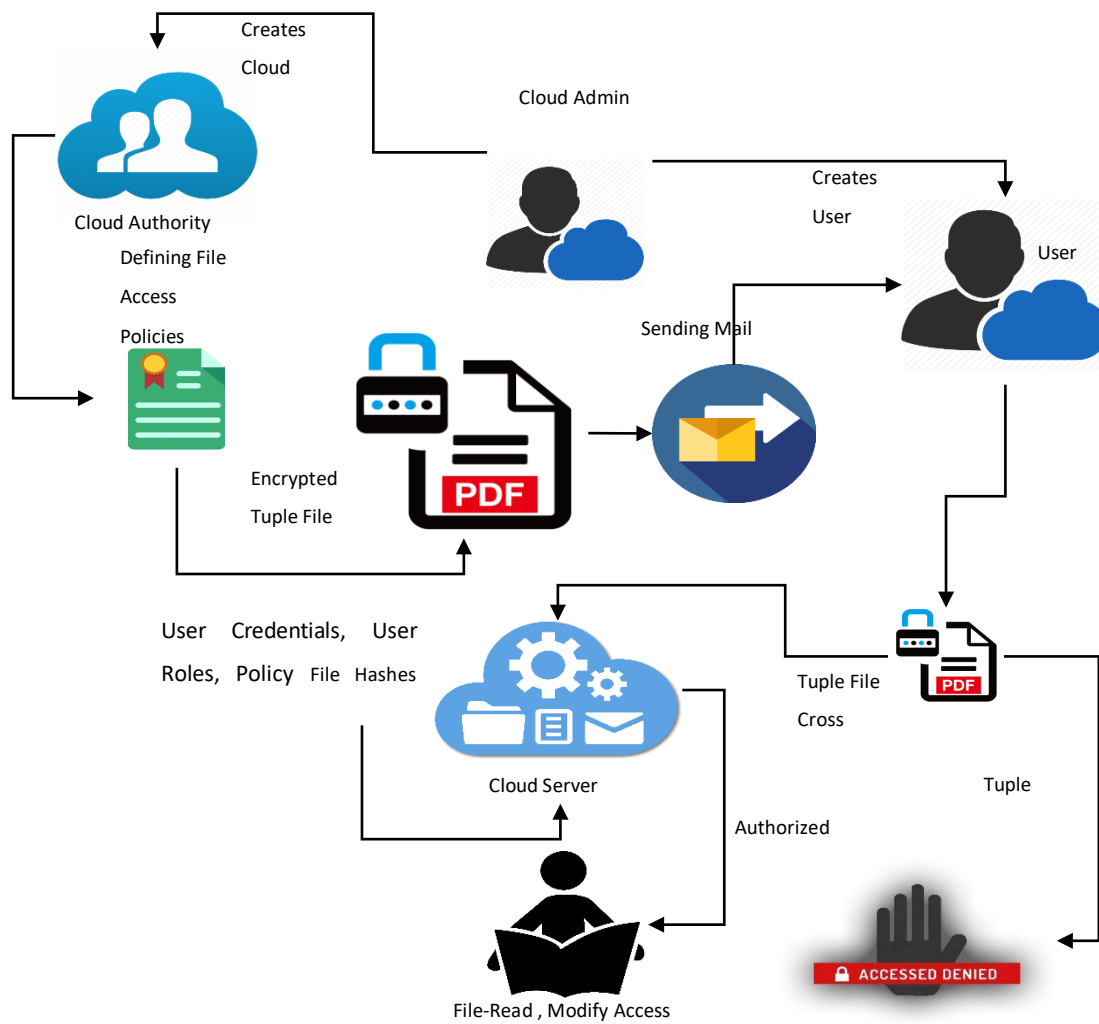 Creates
Cloud
Cloud Admin
Creates
User
Cloud Authority
User
Defining File
Access
Policies
Sending Mail
Encrypted
Tuple File
PDF
User Credentials, User
Roles, Policy File Hashes
Tuple File
Cross
PDF
Cloud Server
Tuple
Authorized
ACCESSED DENIED
File-Read , Modify Access